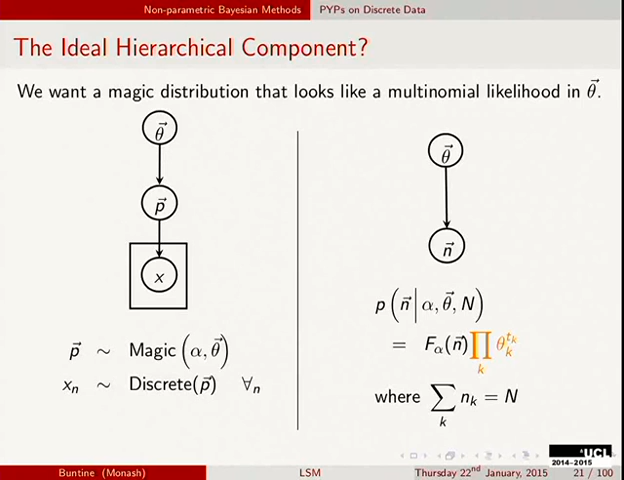 Non-parametric Bayesian Methods PYPs on Discrete Data
The Ideal Hierarchical Component?
We want a magic distribution that looks like a multinomial likelihood in θ⃗.
θ⃗
p⃗
x
p⃗ ~ Magic(α, θ⃗)
xₙ ~ Discrete(p⃗) ∀ₙ
θ⃗
n⃗
p(n⃗ | α, θ⃗, N)
= F_α(n⃗) ∏_k θ_k^{t_k}
where ∑_k n_k = N
UCL
2014-2015
Buntine (Monash) LSM Thursday 22nd January, 2015 21 / 100